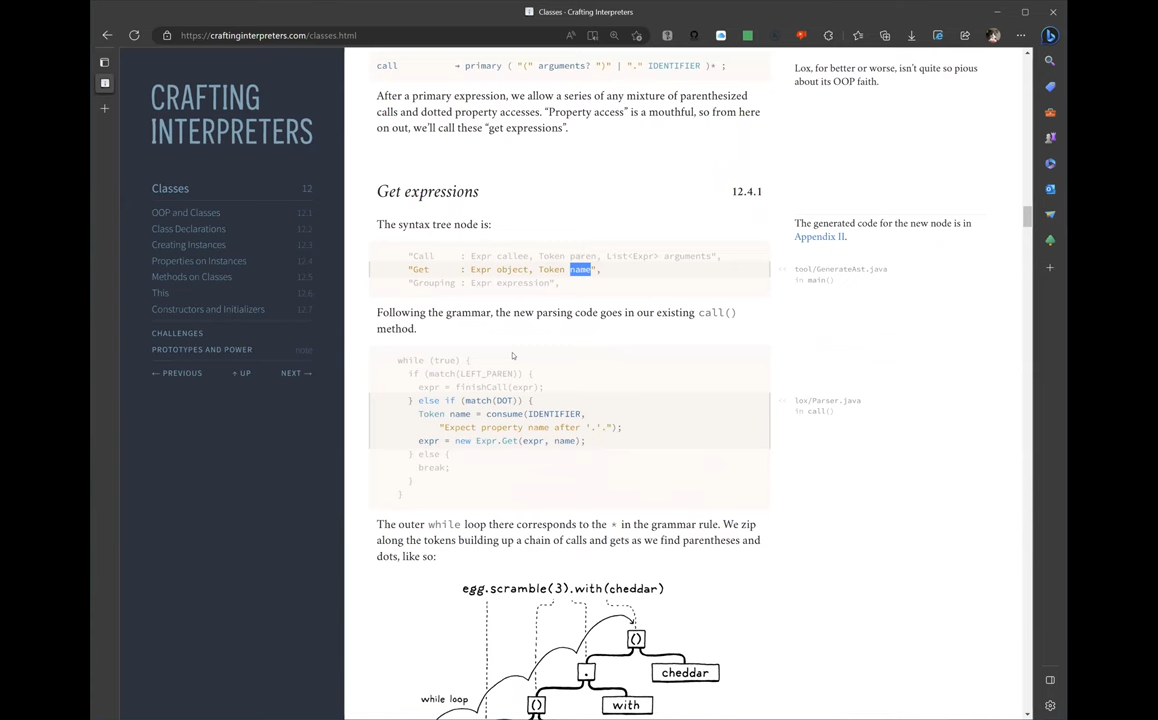 Classes · Crafting Interpreters
https://craftinginterpreters.com/classes.html
CRAFTING
INTERPRETERS
Classes 12
OOP and Classes 12.1
Class Declarations 12.2
Creating Instances 12.3
Properties on Instances 12.4
Methods on Classes 12.5
This 12.6
Constructors and Initializers 12.7
CHALLENGES
PROTOTYPES AND POWER note
← PREVIOUS ↑ UP NEXT →
call → primary ( "(" arguments? ")" | "." IDENTIFIER )* ;
After a primary expression, we allow a series of any mixture of parenthesized
calls and dotted property accesses. “Property access” is a mouthful, so from here
on out, we’ll call these “get expressions”.
Get expressions 12.4.1
The syntax tree node is:
"Call : Expr callee, Token paren, List<Expr> arguments",
"Get : Expr object, Token name",
"Grouping : Expr expression",
Following the grammar, the new parsing code goes in our existing call()
method.
while (true) {
if (match(LEFT_PAREN)) {
expr = finishCall(expr);
} else if (match(DOT)) {
Token name = consume(IDENTIFIER,
"Expect property name after '.'.");
expr = new Expr.Get(expr, name);
} else {
break;
}
}
The outer while loop there corresponds to the * in the grammar rule. We zip
along the tokens building up a chain of calls and gets as we find parentheses and
dots, like so:
egg.scramble(3).with(cheddar)
()
. cheddar
while loop () with
Lox, for better or worse, isn’t quite so pious
about its OOP faith.
The generated code for the new node is in
Appendix II.
<< tool/GenerateAst.java
in main()
<< lox/Parser.java
in call()